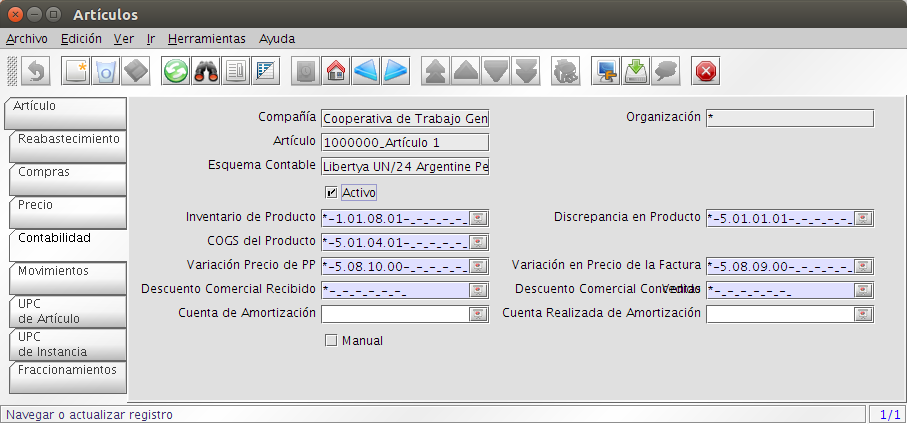 Artículos
Archivo Edición Ver Ir Herramientas Ayuda
Artículo
Reabastecimiento
Compras
Precio
Contabilidad
Movimientos
UPC
de Artículo
UPC
de Instancia
Fraccionamientos
Compañía Cooperativa de Trabajo Gen Organización *
Artículo 1000000_Artículo 1
Esquema Contable Libertya UN/24 Argentine Pe
Activo
Inventario de Producto *-1.01.08.01-_-_-_-_-_ Discrepancia en Producto *-5.01.01.01-_-_-_-_-_
COGS del Producto *-5.01.04.01-_-_-_-_-_
Variación Precio de PP *-5.08.10.00-_-_-_-_-_ Variación en Precio de la Factura *-5.08.09.00-_-_-_-_-_
Descuento Comercial Recibido *-_-_-_-_-_-_ Descuento Comercial *-_-_-_-_-_-_
Cuenta de Amortización Cuenta Realizada de Amortización
Manual
Navegar o actualizar registro 1/1